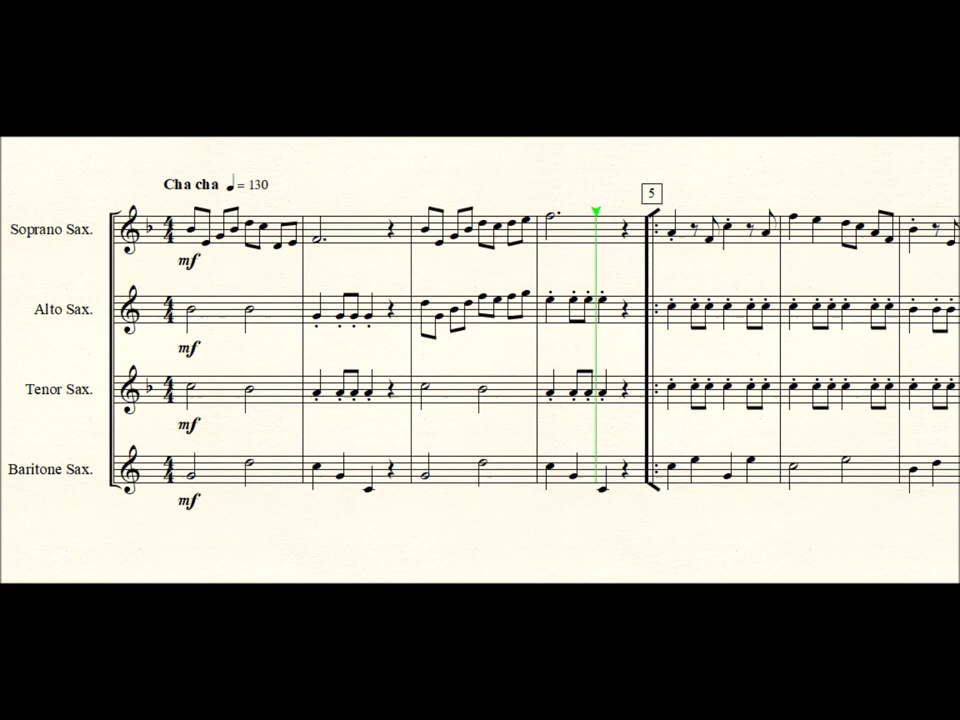 Cha cha ♩ = 130
5
Soprano Sax.
mf
Alto Sax.
mf
Tenor Sax.
mf
Baritone Sax.
mf